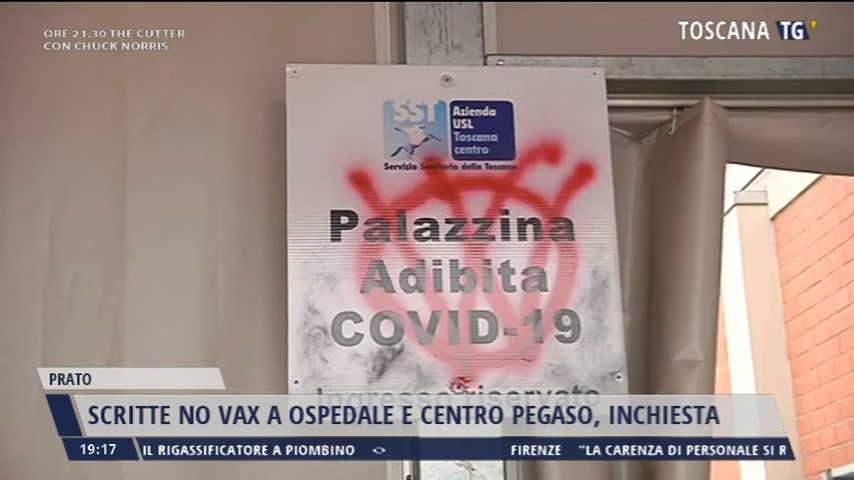 ORE 21.30 THE CUTTER
CON CHUCK NORRIS
TOSCANA TG
SST
Azienda
USL
Toscana
centro
Servizio Sanitario della Toscana
Palazzina
Adibita
COVID-19
Ingresso riservato
PRATO
SCRITTE NO VAX A OSPEDALE E CENTRO PEGASO, INCHIESTA
19:17 IL RIGASSIFICATORE A PIOMBINO FIRENZE "LA CARENZA DI PERSONALE SI R